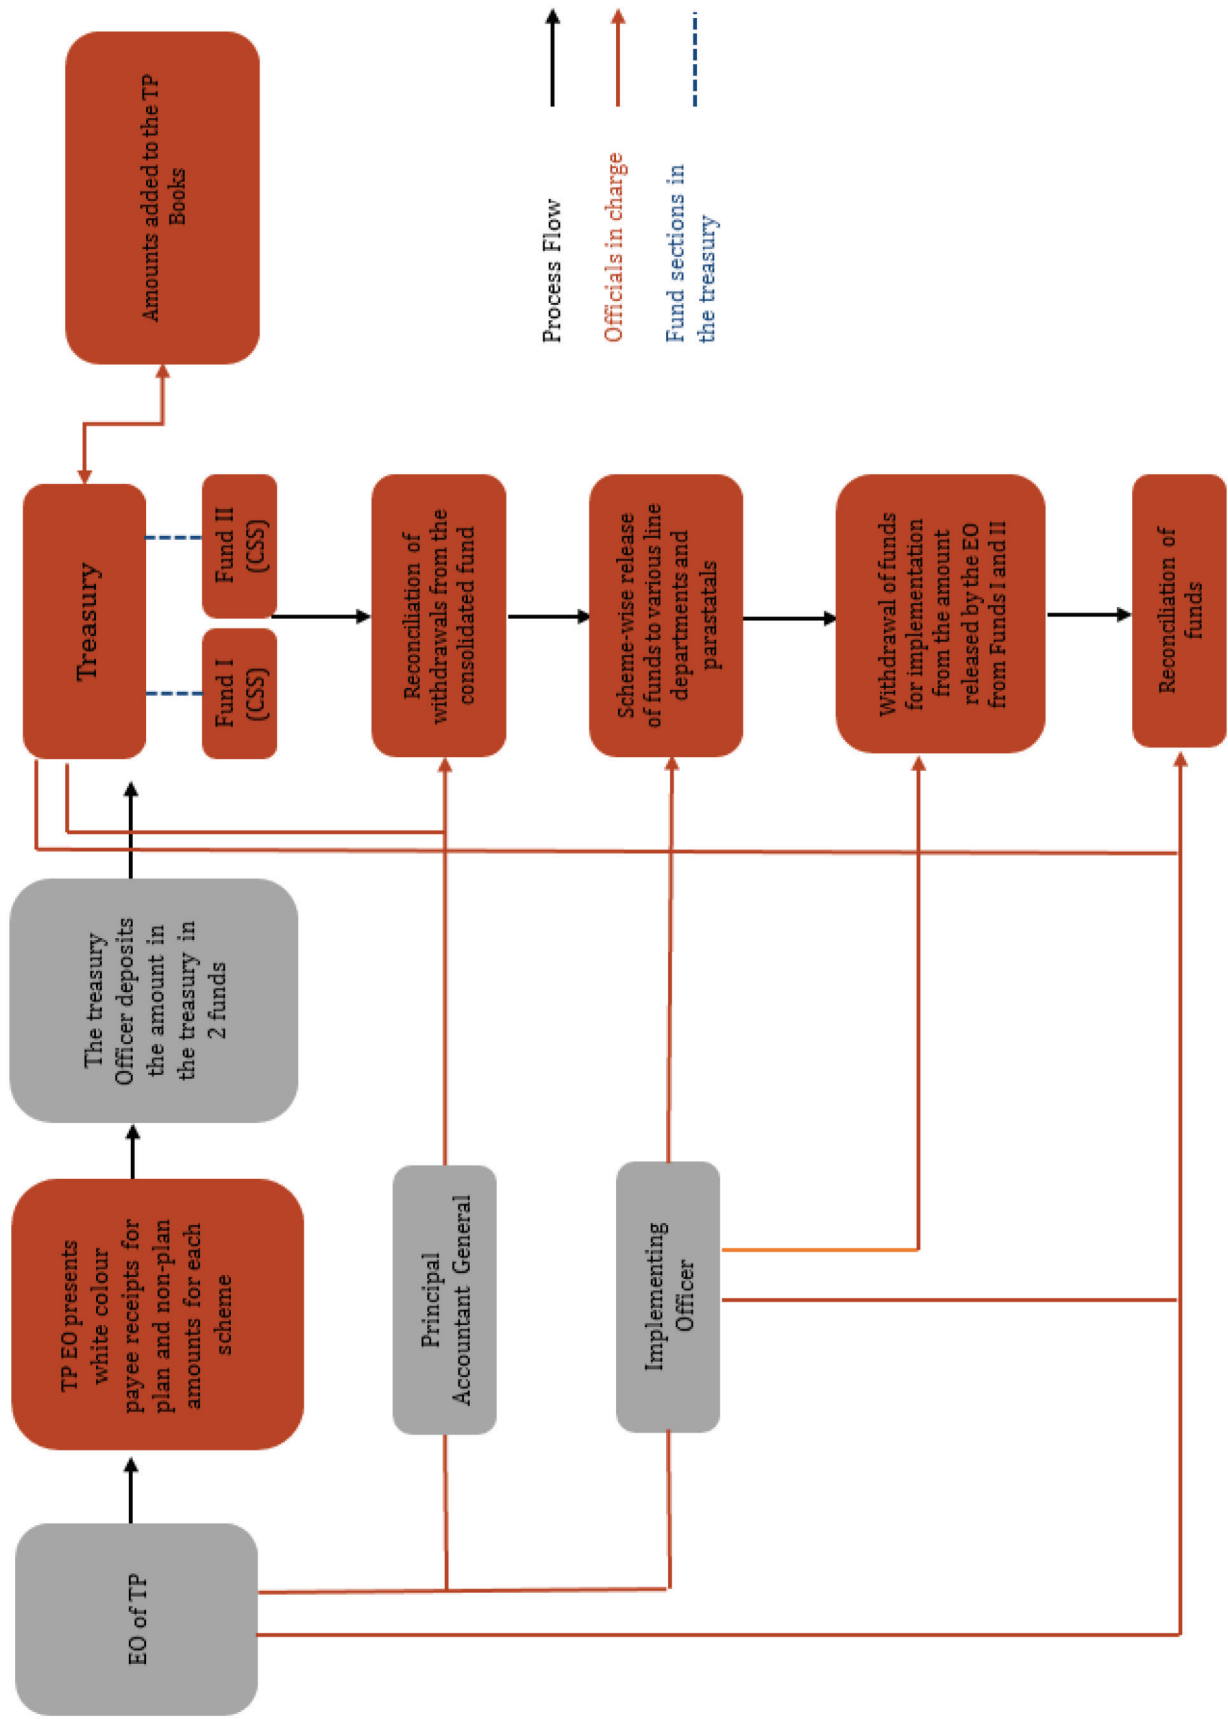 EO of TP
TP EO presents
white colour
payee receipts for
plan and non-plan
amounts for each
scheme
The treasury
Officer deposits
the amount in
the treasury in
2 funds
Treasury
Amounts added to the TP
Books
Fund I
(CSS)
Fund II
(CSS)
Principal
Accountant General
Reconciliation of
withdrawals from the
consolidated fund
Implementing
Officer
Scheme-wise release
of funds to various line
departments and
parastatals
Withdrawal of funds
for implementation
from the amount
released by the EO
from Funds I and II
Reconciliation of
funds
Process Flow
Officials in charge
Fund sections in
the treasury